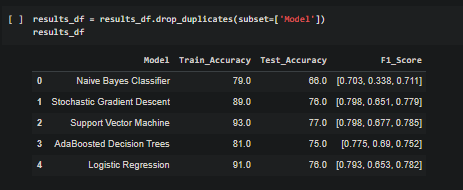 [ ] results_df = results_df.drop_duplicates(subset=['Model'])
results_df
Model Train_Accuracy Test_Accuracy F1_Score
0 Naive Bayes Classifier 79.0 66.0 [0.703, 0.338, 0.711]
1 Stochastic Gradient Descent 89.0 76.0 [0.798, 0.651, 0.779]
2 Support Vector Machine 93.0 77.0 [0.798, 0.677, 0.785]
3 AdaBoosted Decision Trees 81.0 75.0 [0.775, 0.69, 0.752]
4 Logistic Regression 91.0 76.0 [0.793, 0.653, 0.782]